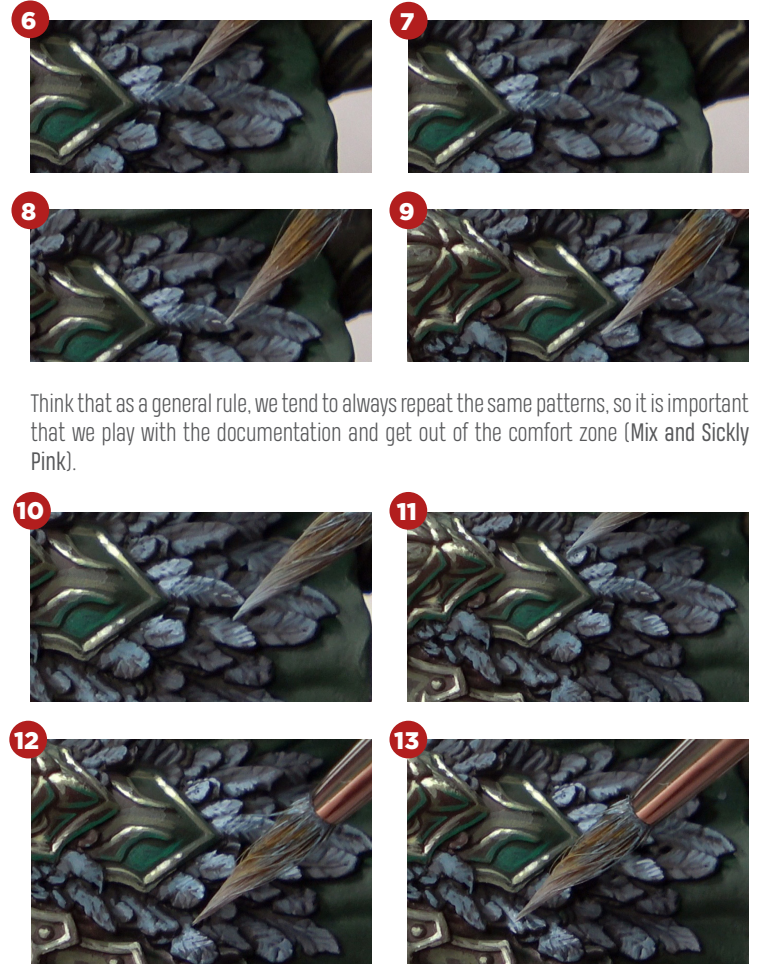 6
7
8
9
Think that as a general rule, we tend to always repeat the same patterns, so it is important
that we play with the documentation and get out of the comfort zone (Mix and Sickly
Pink).
10
11
12
13